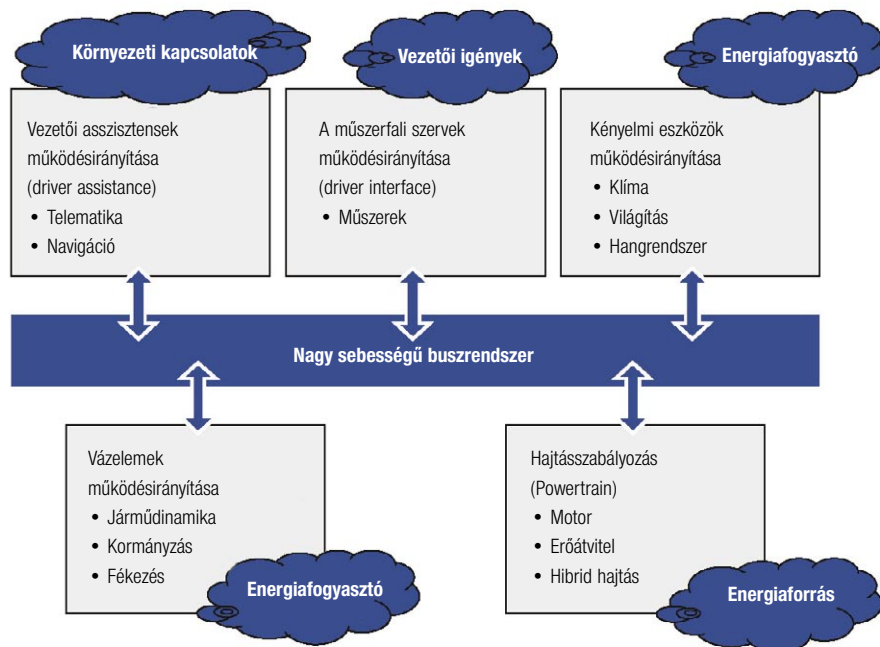 Környezeti kapcsolatok
Vezetői asszisztensek
működésirányítása
(driver assistance)
• Telematika
• Navigáció
Vezetői igények
A műszerfali szervek
működésirányítása
(driver interface)
• Műszerek
Energiafogyasztó
Kényelmi eszközök
működésirányítása
• Klíma
• Világítás
• Hangrendszer
Nagy sebességű buszrendszer
Vázelemek
működésirányítása
• Járműdinamika
• Kormányzás
• Fékezés
Energiafogyasztó
Hajtásszabályozás
(Powertrain)
• Motor
• Erőátvitel
• Hibrid hajtás
Energiaforrás